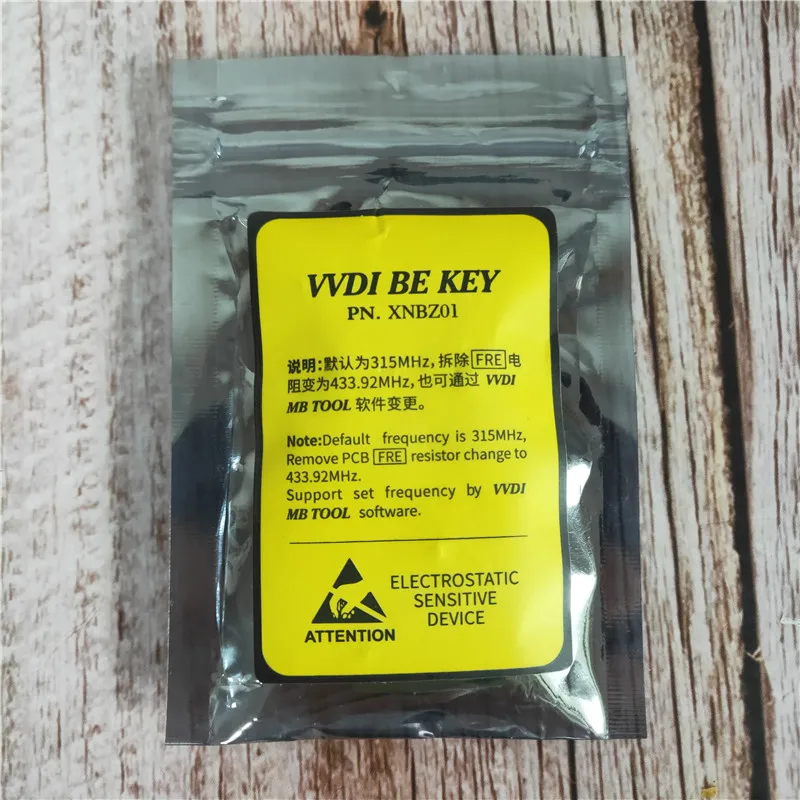 VVDI BE KEY
PN. XNBZ01
说明:默认为315MHz,拆除FRE电
阻变为433.92MHz,也可通过 VVDI
MB TOOL 软件变更。
Note:Default frequency is 315MHz,
Remove PCB FRE resistor change to
433.92MHz.
Support set frequency by VVDI
MB TOOL software.
ELECTROSTATIC
SENSITIVE
DEVICE
ATTENTION